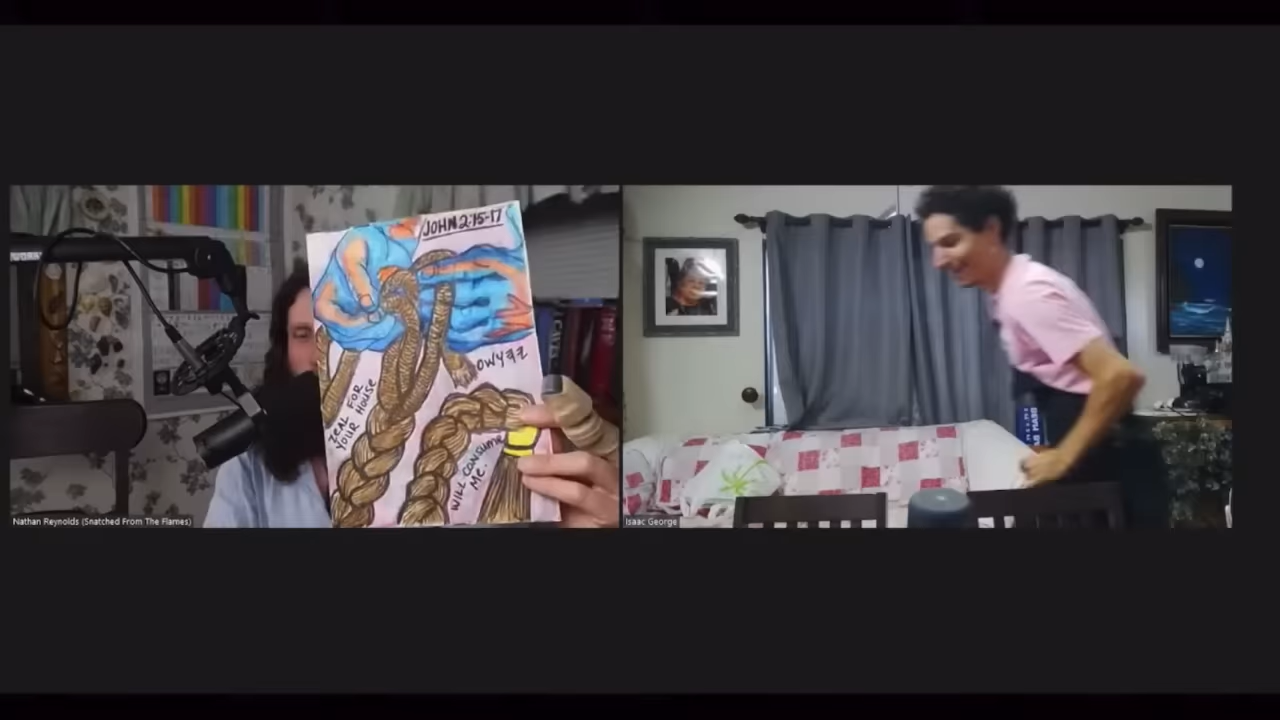 JOHN 2:15-17
ZEAL FOR
YOUR HOUSE
WILL CONSUME
ME.
Nathan Reynolds (Snatched From The Flames)
Isaac George